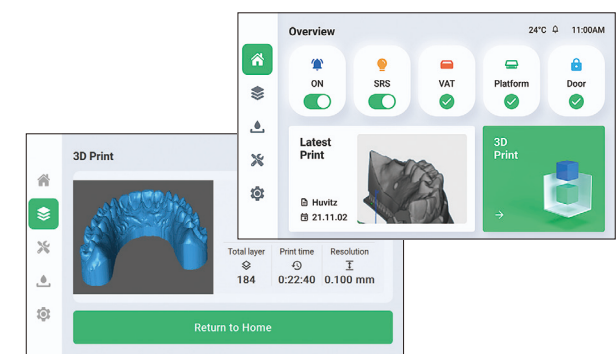 Overview
24°C 11:00AM
ON
SRS
VAT
Platform
Door
Latest
Print
Huvitz
21.11.02
3D
Print
3D Print
Total layer
Print time
Resolution
184
0:22:40
0.100 mm
Return to Home